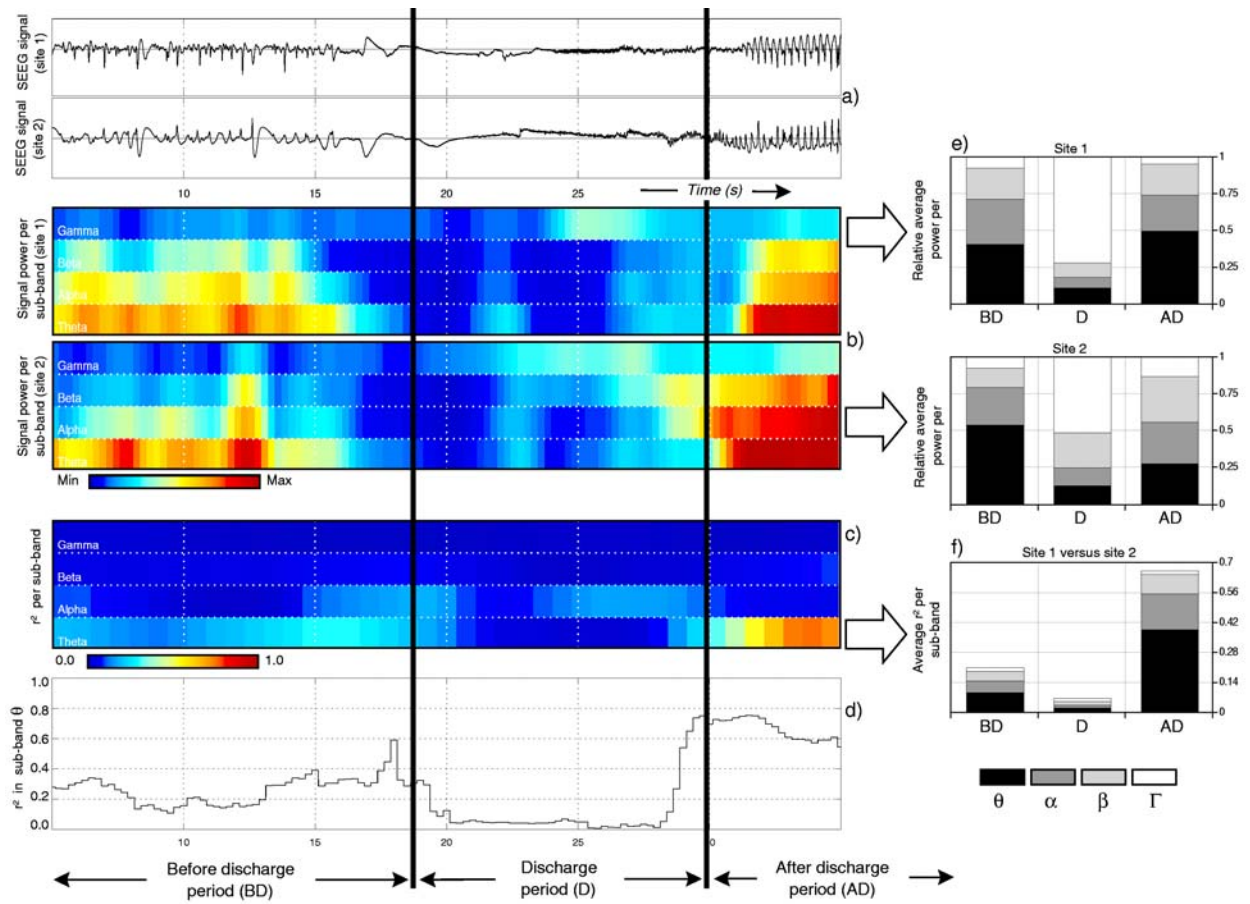 SEEG signal
(site 1)
a)
SEEG signal
(site 2)
10
15
20
25
Time (s)
Signal power per
sub-band (site 1)
Gamma
Beta
Alpha
Theta
b)
Signal power per
sub-band (site 2)
Gamma
Beta
Alpha
Theta
Min
Max
c)
r² per sub-band
Gamma
Beta
Alpha
Theta
0.0
1.0
d)
r² in sub-band θ
1.0
0.8
0.6
0.4
0.2
0.0
10
15
20
25
0
Before discharge
period (BD)
Discharge
period (D)
After discharge
period (AD)
e)
Site 1
Relative average
power per
1
0.75
0.5
0.25
0
BD
D
AD
Site 2
Relative average
power per
1
0.75
0.5
0.25
0
BD
D
AD
f)
Site 1 versus site 2
Average r² per
sub-band
0.7
0.56
0.42
0.28
0.14
0
BD
D
AD
θ
α
β
Γ